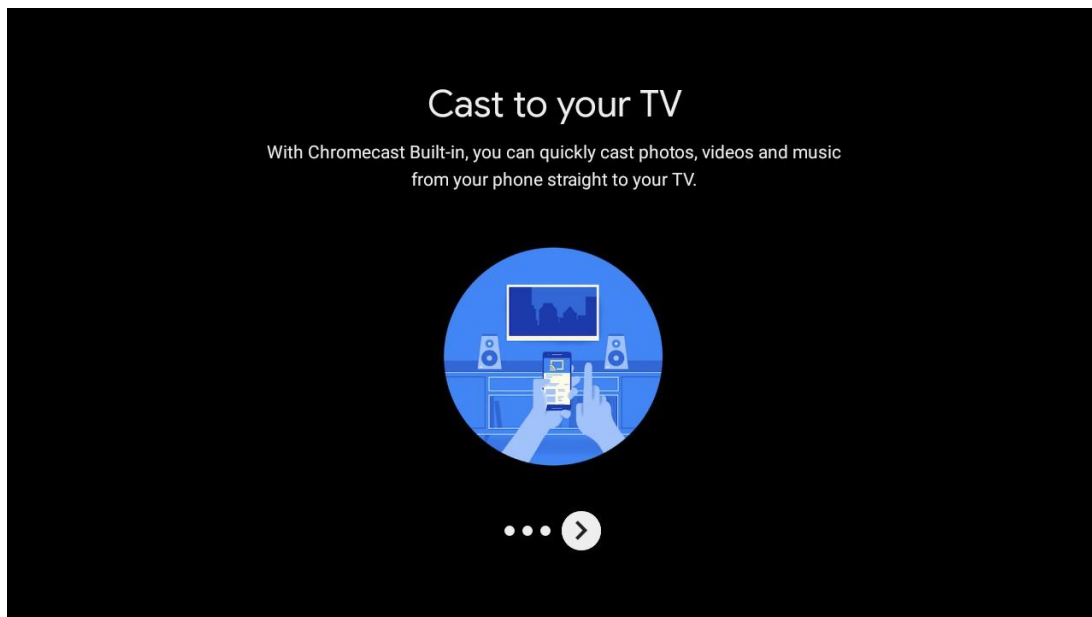 Cast to your TV
With Chromecast Built-in, you can quickly cast photos, videos and music
from your phone straight to your TV.